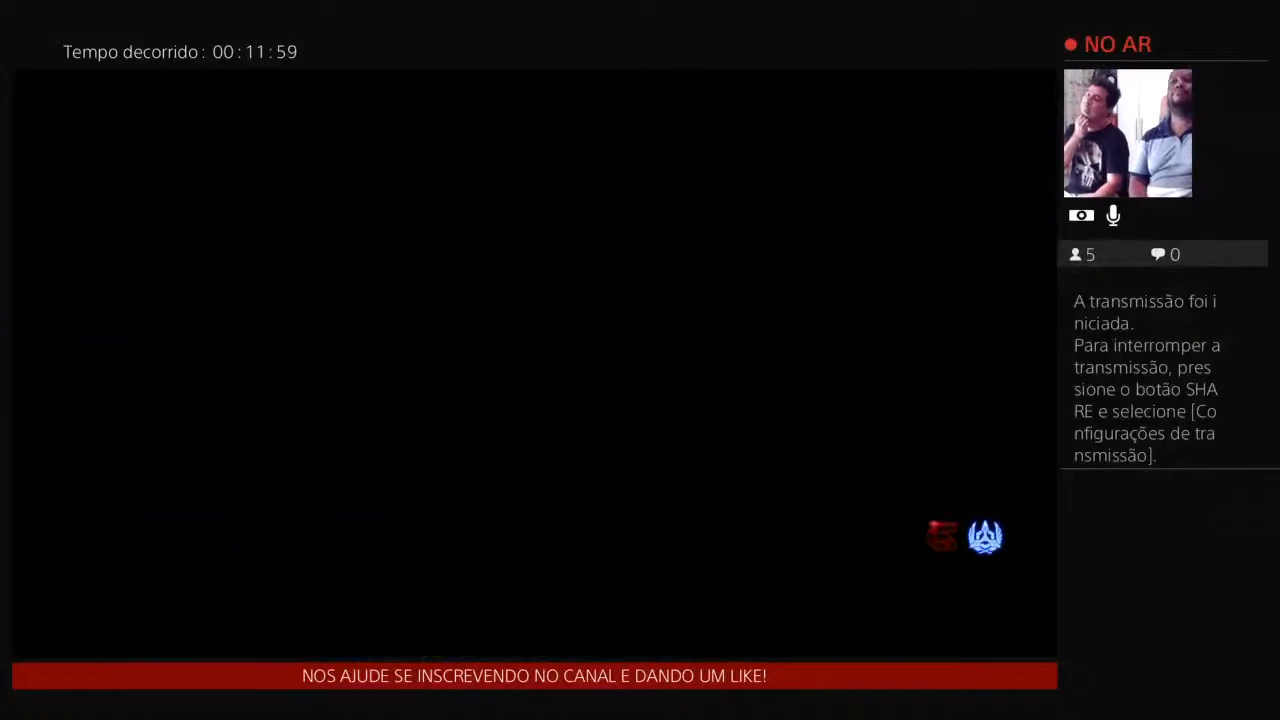 Tempo decorrido: 00:11:59
NO AR
5
0
A transmissão foi i
niciada.
Para interromper a
transmissão, pres
sione o botão SHA
RE e selecione [Co
nfigurações de tra
nsmissão].
NOS AJUDE SE INSCREVENDO NO CANAL E DANDO UM LIKE!